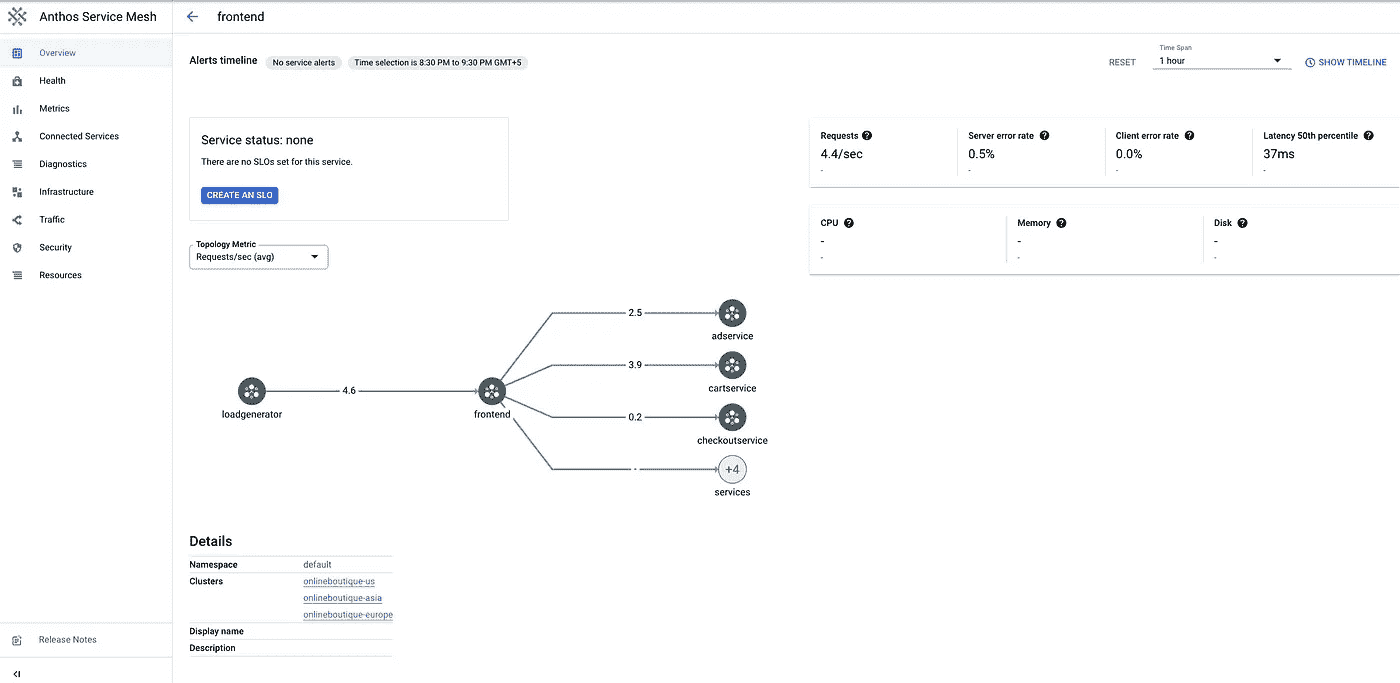 Anthos Service Mesh
frontend
Overview
Health
Metrics
Connected Services
Diagnostics
Infrastructure
Traffic
Security
Resources
Release Notes
Alerts timeline
No service alerts
Time selection is 8:30 PM to 9:30 PM GMT+5
RESET
Time Span
1 hour
SHOW TIMELINE
Service status: none
There are no SLOs set for this service.
CREATE AN SLO
Requests
4.4/sec
-
Server error rate
0.5%
-
Client error rate
0.0%
-
Latency 50th percentile
37ms
-
CPU
-
-
Memory
-
-
Disk
-
-
Topology Metric
Requests/sec (avg)
loadgenerator
4.6
frontend
2.5
adservice
3.9
cartservice
0.2
checkoutservice
-
+4
services
Details
Namespace default
Clusters onlineboutique-us
onlineboutique-asia
onlineboutique-europe
Display name
Description